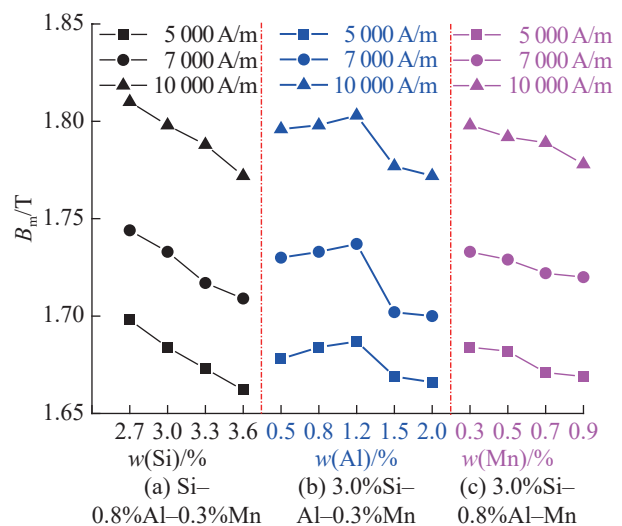 1.85
1.80
1.75
1.70
1.65
B_m/T
5 000 A/m
7 000 A/m
10 000 A/m
5 000 A/m
7 000 A/m
10 000 A/m
5 000 A/m
7 000 A/m
10 000 A/m
2.7 3.0 3.3 3.6
w(Si)/%
(a) Si–
0.8%Al–0.3%Mn
0.5 0.8 1.2 1.5 2.0
w(Al)/%
(b) 3.0%Si–
Al–0.3%Mn
0.3 0.5 0.7 0.9
w(Mn)/%
(c) 3.0%Si–
0.8%Al–Mn